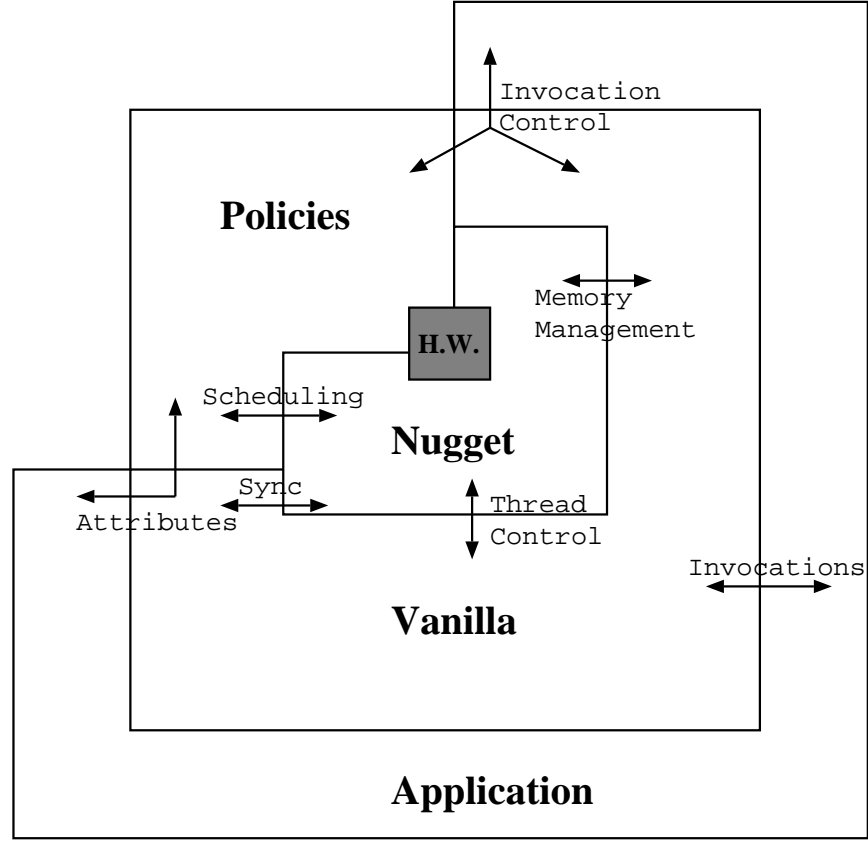 Invocation
Control
Policies
Memory
Management
H.W.
Scheduling
Nugget
Sync
Attributes
Thread
Control
Invocations
Vanilla
Application